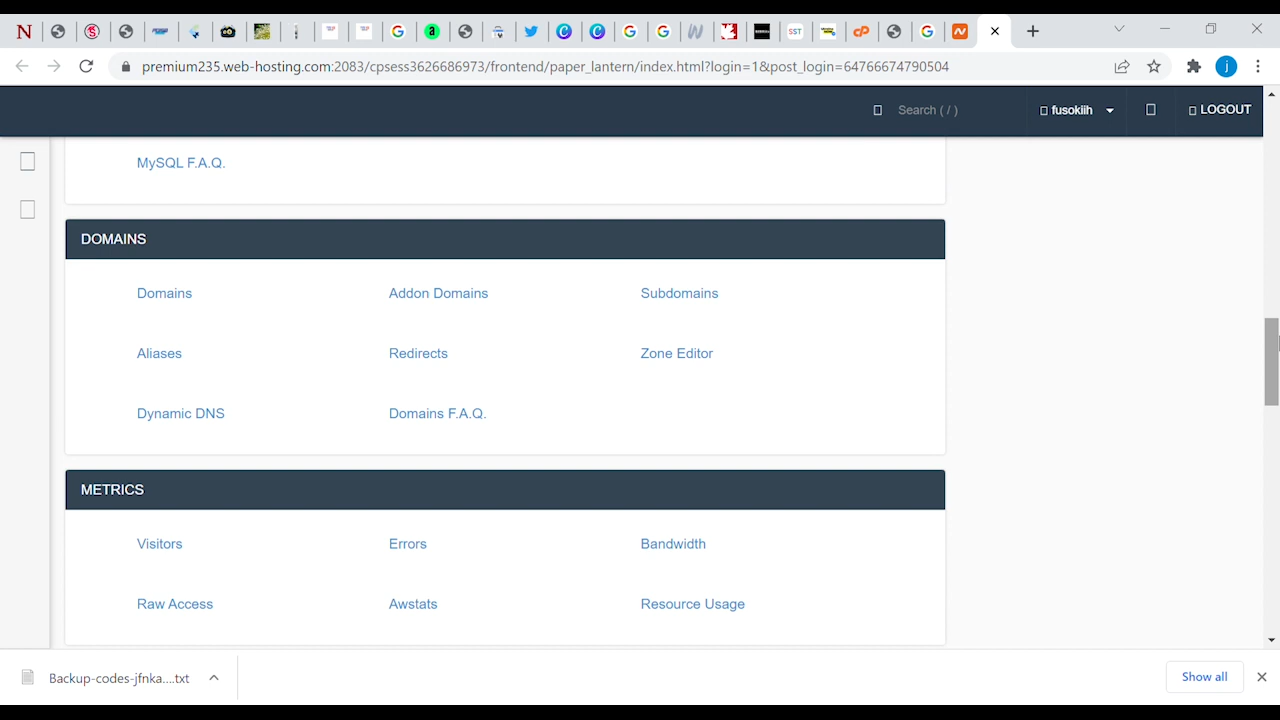 premium235.web-hosting.com:2083/cpsess3626686973/frontend/paper_lantern/index.html?login=1&post_login=64766674790504
Search ( / )
fusokiih
LOGOUT
MySQL F.A.Q.
DOMAINS
Domains
Addon Domains
Subdomains
Aliases
Redirects
Zone Editor
Dynamic DNS
Domains F.A.Q.
METRICS
Visitors
Errors
Bandwidth
Raw Access
Awstats
Resource Usage
Backup-codes-jfnka....txt
Show all